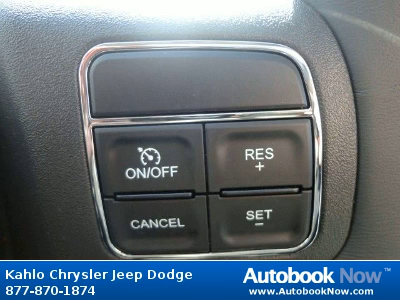 ON/OFF
RES
+
CANCEL
SET
−
Kahlo Chrysler Jeep Dodge
877-870-1874
Autobook Now™
www.AutobookNow.com